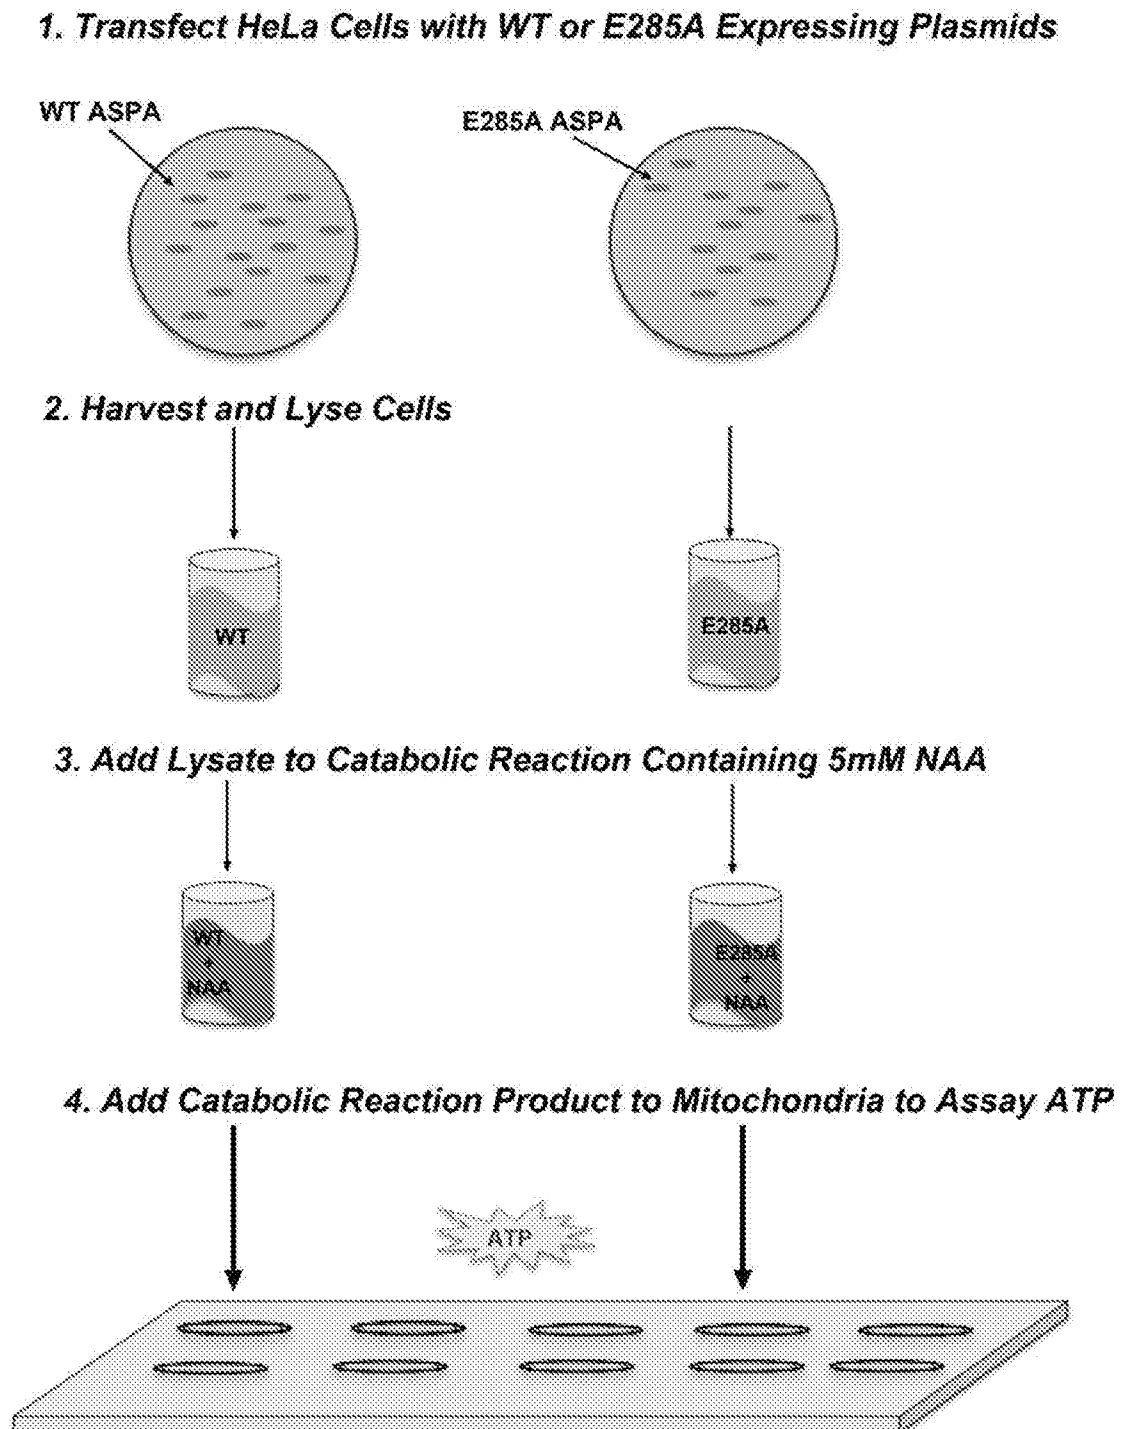 1. Transfect HeLa Cells with WT or E285A Expressing Plasmids
WT ASPA
E285A ASPA
2. Harvest and Lyse Cells
WT
E285A
3. Add Lysate to Catabolic Reaction Containing 5mM NAA
WT
+
NAA
E285A
+
NAA
4. Add Catabolic Reaction Product to Mitochondria to Assay ATP
ATP